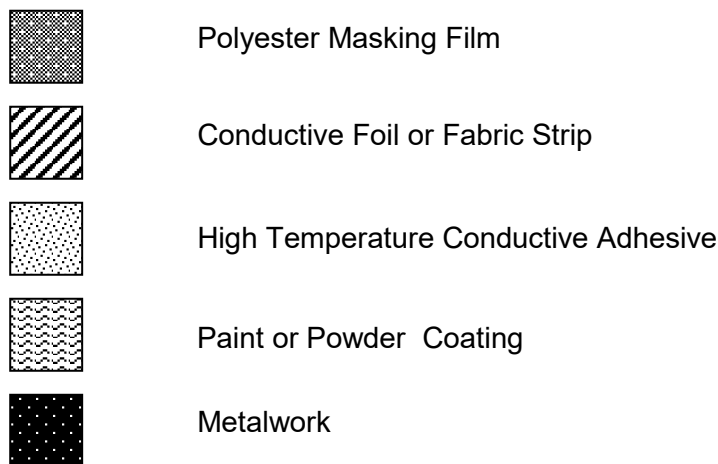 Polyester Masking Film
Conductive Foil or Fabric Strip
High Temperature Conductive Adhesive
Paint or Powder  Coating
Metalwork